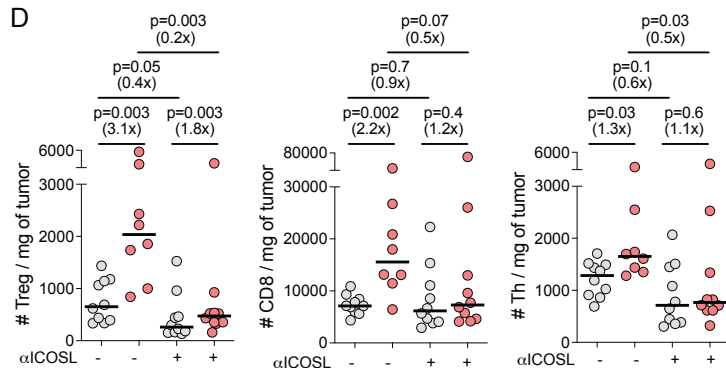 D
p=0.003
(0.2x)
p=0.05
(0.4x)
p=0.003
(3.1x)
p=0.003
(1.8x)
# Treg / mg of tumor
6000
3000
2000
1000
0
αICOSL - - + +
p=0.07
(0.5x)
p=0.7
(0.9x)
p=0.002
(2.2x)
p=0.4
(1.2x)
# CD8 / mg of tumor
80000
30000
20000
10000
0
αICOSL - - + +
p=0.03
(0.5x)
p=0.1
(0.6x)
p=0.03
(1.3x)
p=0.6
(1.1x)
# Th / mg of tumor
6000
3000
2000
1000
0
αICOSL - - + +